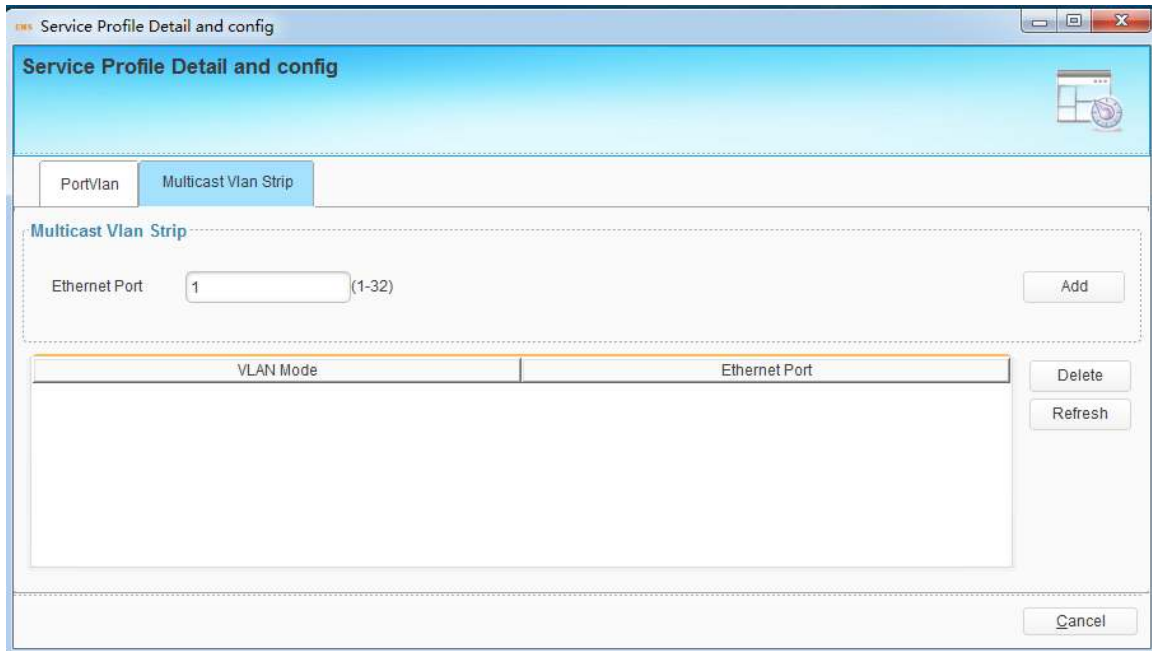 EMS Service Profile Detail and config
Service Profile Detail and config
PortVlan Multicast Vlan Strip
Multicast Vlan Strip
Ethernet Port 1 (1-32) Add
VLAN Mode Ethernet Port Delete
Refresh
Cancel